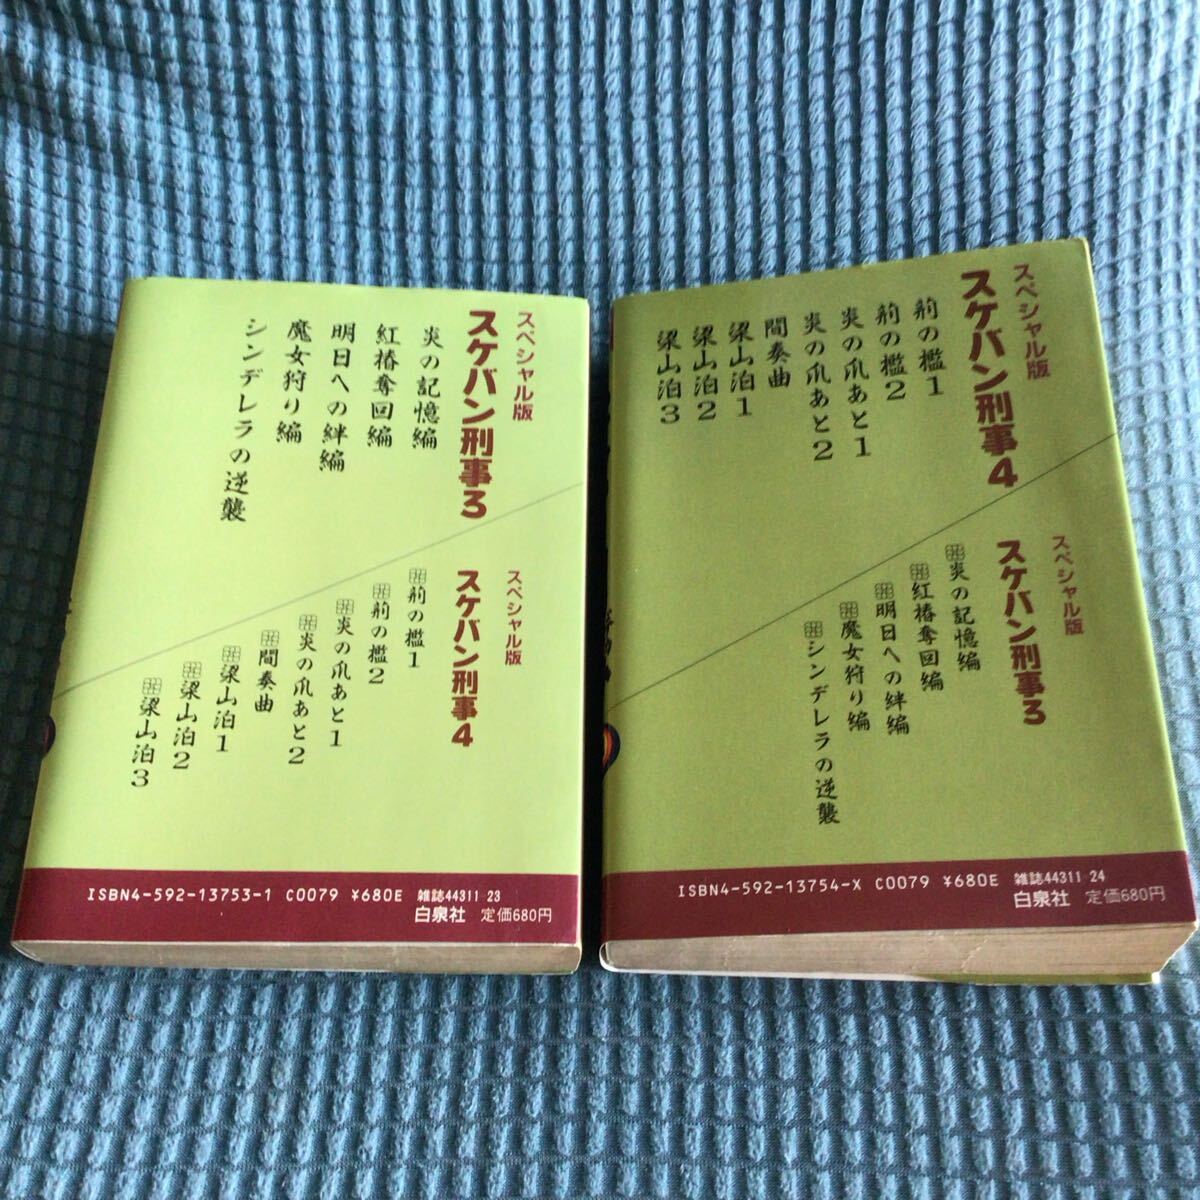 スペシャル版
スケバン刑事3
炎の記憶編
紅椿奪回編
明日への絆編
魔女狩り編
シンデレラの逆襲
スペシャル版
スケバン刑事4
荊の檻1
荊の檻2
炎の爪あと1
炎の爪あと2
間奏曲
梁山泊1
梁山泊2
梁山泊3
ISBN4-592-13753-1 C0079 ¥680E 雑誌44311-23
白泉社 定価680円
スペシャル版
スケバン刑事4
荊の檻1
荊の檻2
炎の爪あと1
炎の爪あと2
間奏曲
梁山泊1
梁山泊2
梁山泊3
スペシャル版
スケバン刑事3
炎の記憶編
紅椿奪回編
明日への絆編
魔女狩り編
シンデレラの逆襲
ISBN4-592-13754-X C0079 ¥680E 雑誌44311-24
白泉社 定価680円